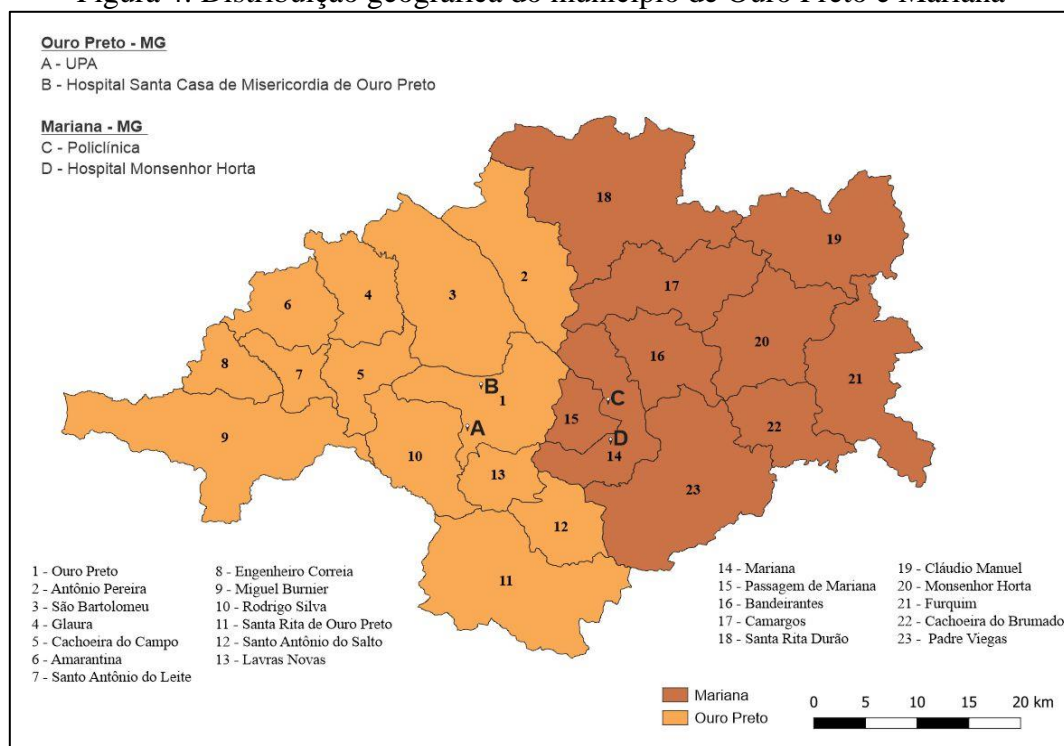 Figura 4: Distribuição geográfica do município de Ouro Preto e Mariana
Ouro Preto - MG
A - UPA
B - Hospital Santa Casa de Misericordia de Ouro Preto
Mariana - MG
C - Policlínica
D - Hospital Monsenhor Horta
18
19
2
17
3
4
6
20
16
8
7
5
B
1
C
21
15
A
22
9
10
D
14
13
23
12
11
1 - Ouro Preto
2 - Antônio Pereira
3 - São Bartolomeu
4 - Glaura
5 - Cachoeira do Campo
6 - Amarantina
7 - Santo Antônio do Leite
8 - Engenheiro Correia
9 - Miguel Burnier
10 - Rodrigo Silva
11 - Santa Rita de Ouro Preto
12 - Santo Antônio do Salto
13 - Lavras Novas
14 - Mariana
15 - Passagem de Mariana
16 - Bandeirantes
17 - Camargos
18 - Santa Rita Durão
19 - Cláudio Manuel
20 - Monsenhor Horta
21 - Furquim
22 - Cachoeira do Brumado
23 - Padre Viegas
Mariana
Ouro Preto
0 5 10 15 20 km